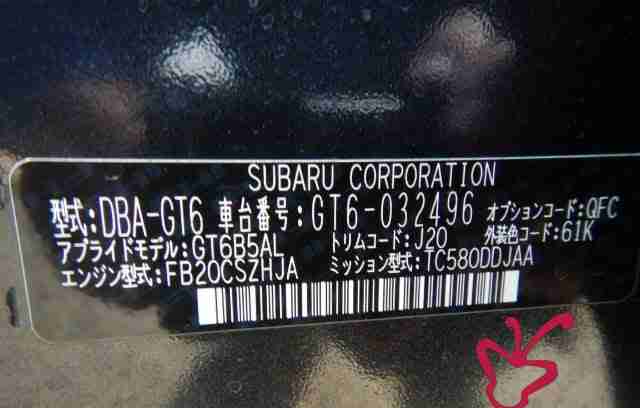 SUBARU CORPORATION
型式:DBA-GT6 車台番号:GT6-032496 オプションコード:QFC
アプライドモデル:GT6B5AL トリムコード:J20 外装色コード:61K
エンジン型式:FB20CSZHJA ミッション型式:TC580DDJAA